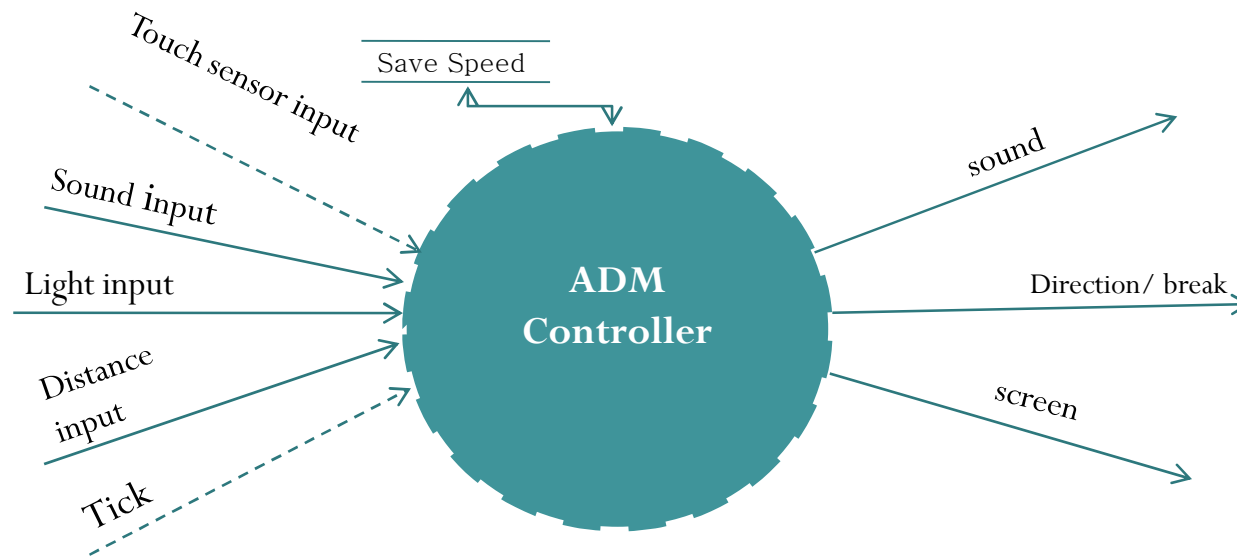 Touch sensor input
Save Speed
Sound input
Light input
Distance
input
Tick
ADM
Controller
sound
Direction/ break
screen